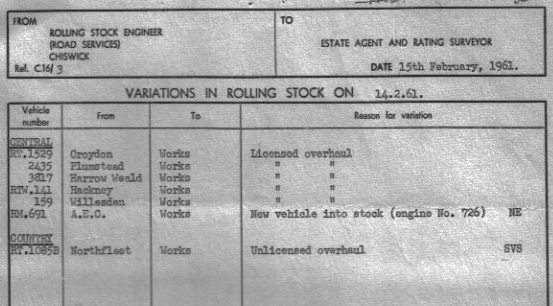 FROM
TO
ROLLING STOCK ENGINEER
(ROAD SERVICES)
CHISWICK
ESTATE AGENT AND RATING SURVEYOR
Ref. C16/3
DATE 15th February, 1961.
VARIATIONS IN ROLLING STOCK ON 14.2.61.
Vehicle number From To Reason for variation
CENTRAL
RT.1529 Croydon Works Licensed overhaul
2435 Plumstead Works " "
3817 Harrow Weald Works " "
RTW.141 Hackney Works " "
159 Willesden Works " "
RM.691 A.E.C. Works New vehicle into stock (engine No. 726) NE
COUNTRY
RT.1085B Northfleet Works Unlicensed overhaul SVS